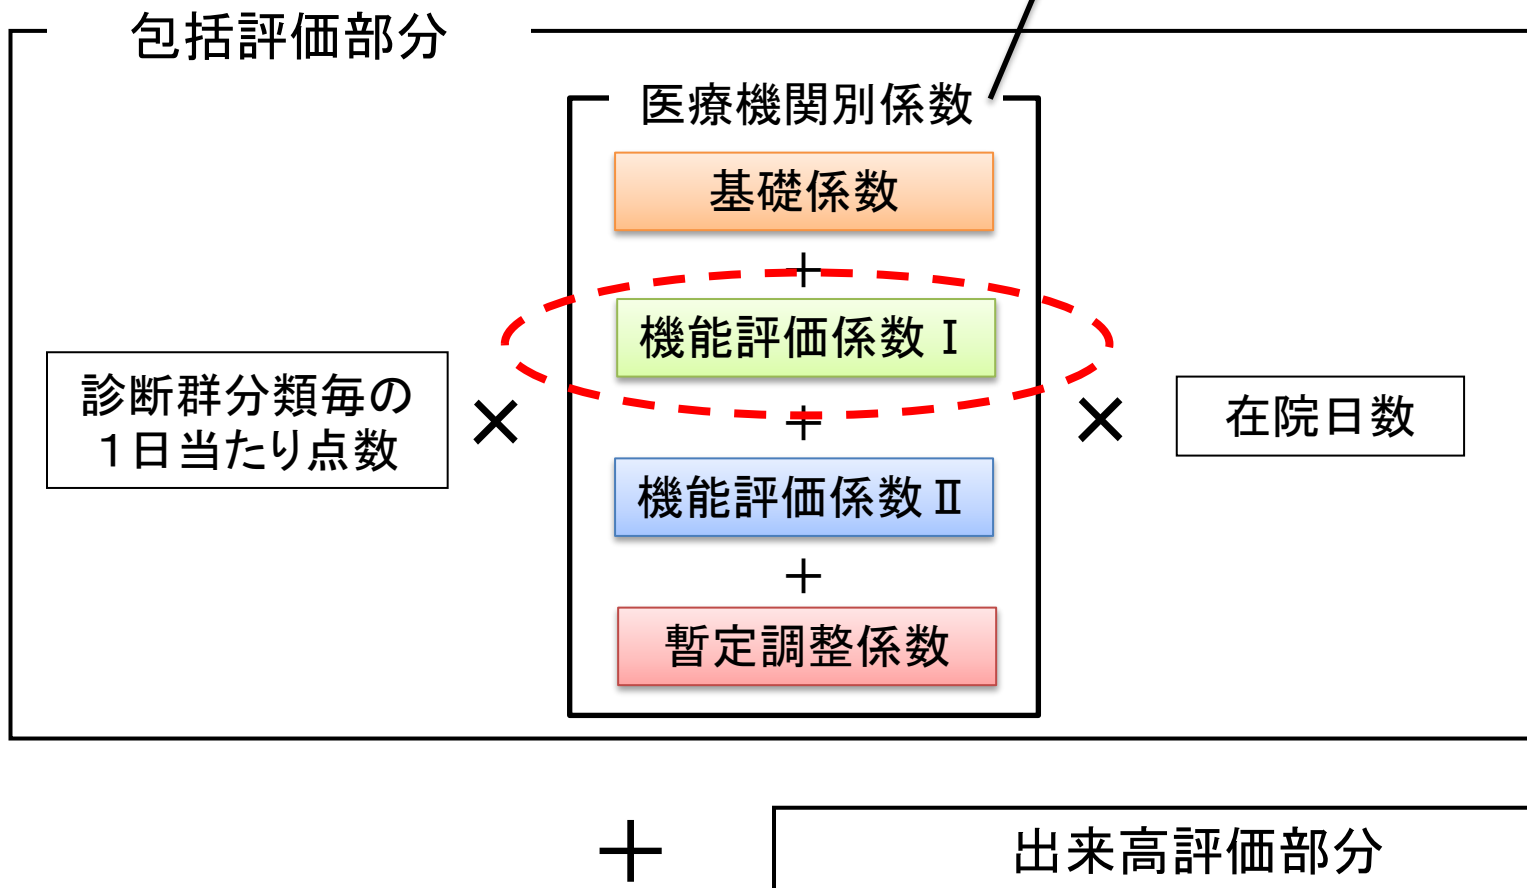 包括評価部分
医療機関別係数
基礎係数
＋
機能評価係数Ⅰ
＋
機能評価係数Ⅱ
＋
暫定調整係数
診断群分類毎の
１日当たり点数
×
×
在院日数
＋
出来高評価部分